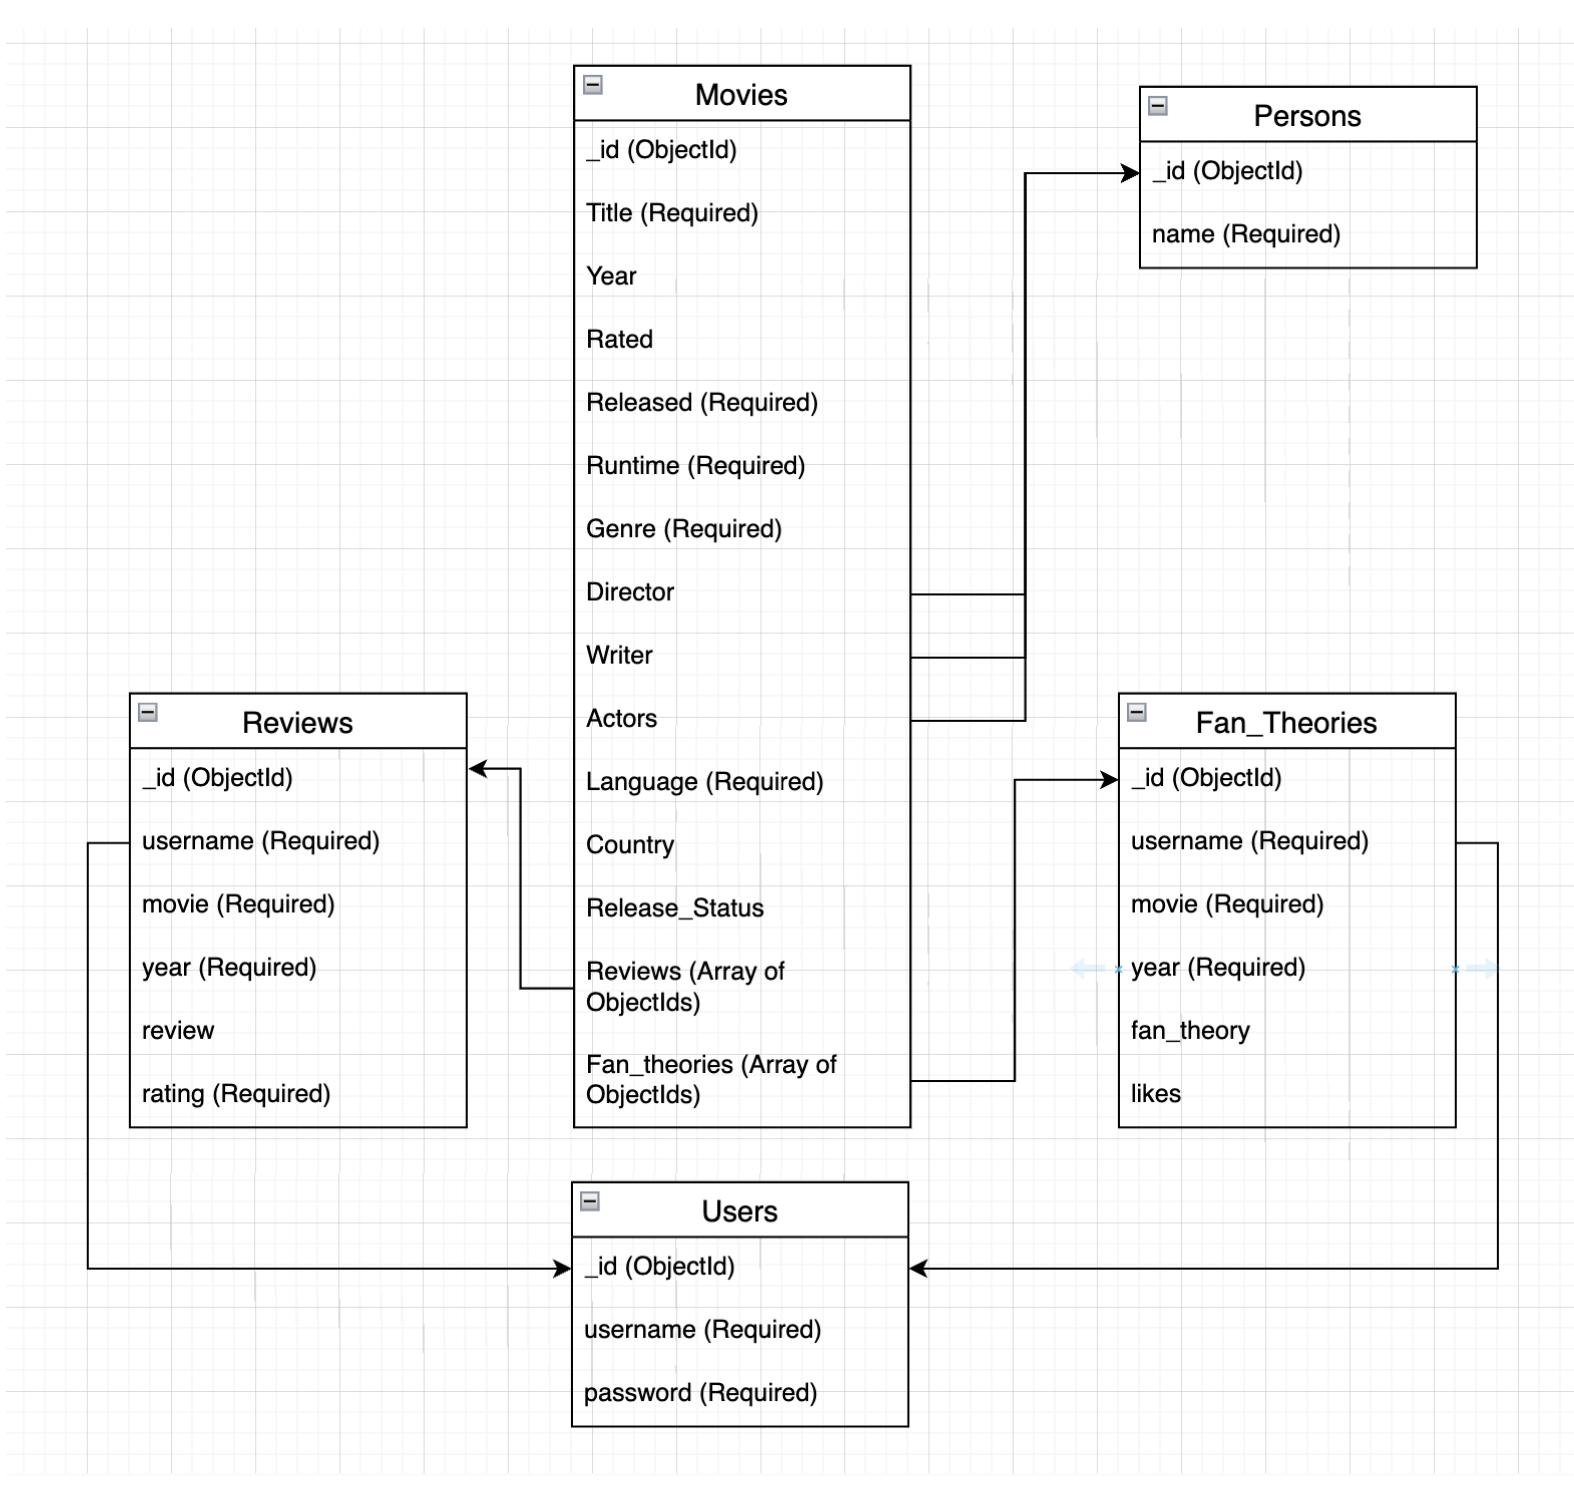 Movies
_id (ObjectId)
Title (Required)
Year
Rated
Released (Required)
Runtime (Required)
Genre (Required)
Director
Writer
Actors
Language (Required)
Country
Release_Status
Reviews (Array of
ObjectIds)
Fan_theories (Array of
ObjectIds)
Persons
_id (ObjectId)
name (Required)
Reviews
_id (ObjectId)
username (Required)
movie (Required)
year (Required)
review
rating (Required)
Fan_Theories
_id (ObjectId)
username (Required)
movie (Required)
year (Required)
fan_theory
likes
Users
_id (ObjectId)
username (Required)
password (Required)